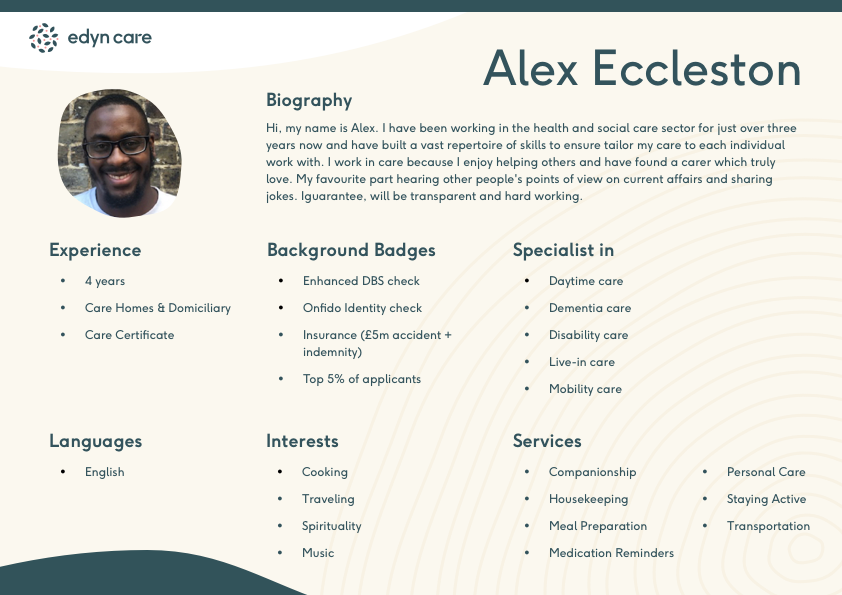 edyn care
Alex Eccleston
Biography
Hi, my name is Alex. I have been working in the health and social care sector for just over three
years now and have built a vast repertoire of skills to ensure tailor my care to each individual
work with. I work in care because I enjoy helping others and have found a carer which truly
love. My favourite part hearing other people's points of view on current affairs and sharing
jokes. Iguarantee, will be transparent and hard working.
Experience
• 4 years
• Care Homes & Domiciliary
• Care Certificate
Background Badges
• Enhanced DBS check
• Onfido Identity check
• Insurance (£5m accident +
indemnity)
• Top 5% of applicants
Specialist in
• Daytime care
• Dementia care
• Disability care
• Live-in care
• Mobility care
Languages
• English
Interests
• Cooking
• Traveling
• Spirituality
• Music
Services
• Companionship
• Housekeeping
• Meal Preparation
• Medication Reminders
• Personal Care
• Staying Active
• Transportation